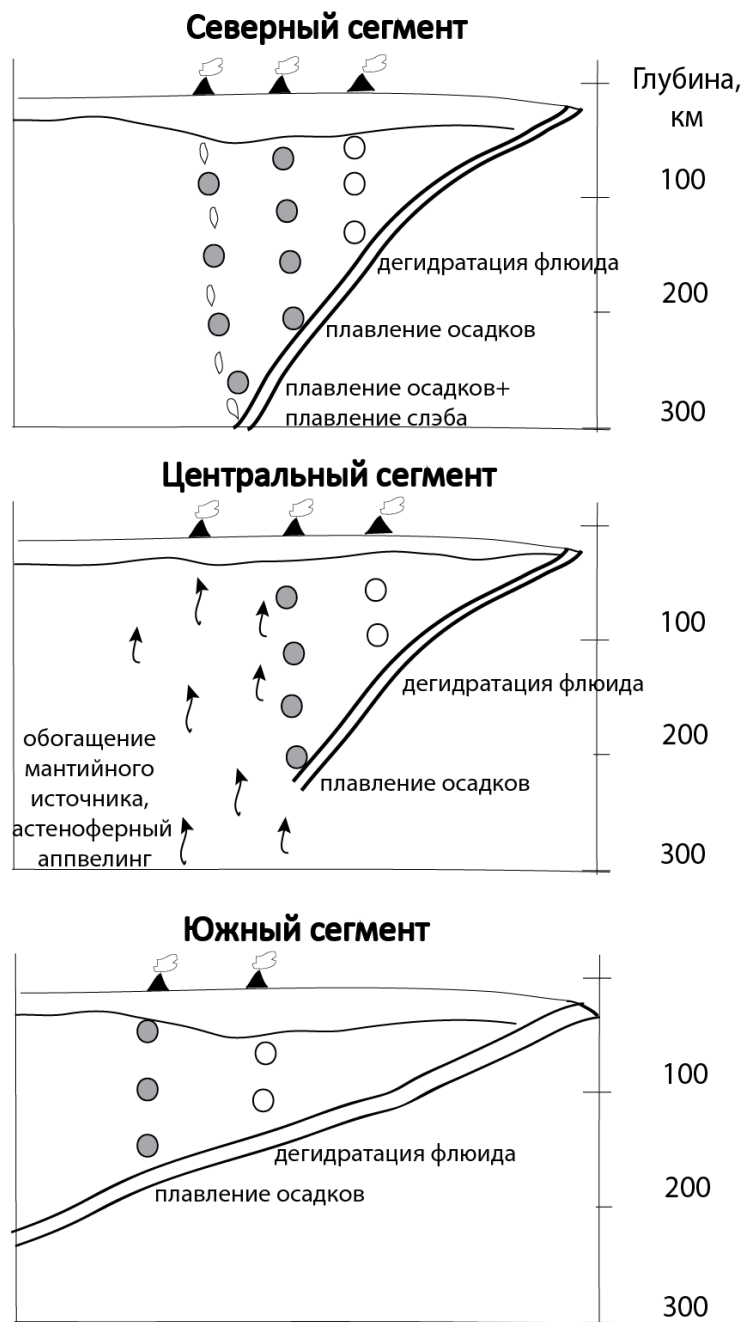 Северный сегмент
Глубина,
км
100
дегидратация флюида
200
плавление осадков
плавление осадков+
плавление слэба
300
Центральный сегмент
100
дегидратация флюида
200
обогащение
мантийного
источника,
астеноферный
аппвелинг
плавление осадков
300
Южный сегмент
100
дегидратация флюида
плавление осадков
200
300